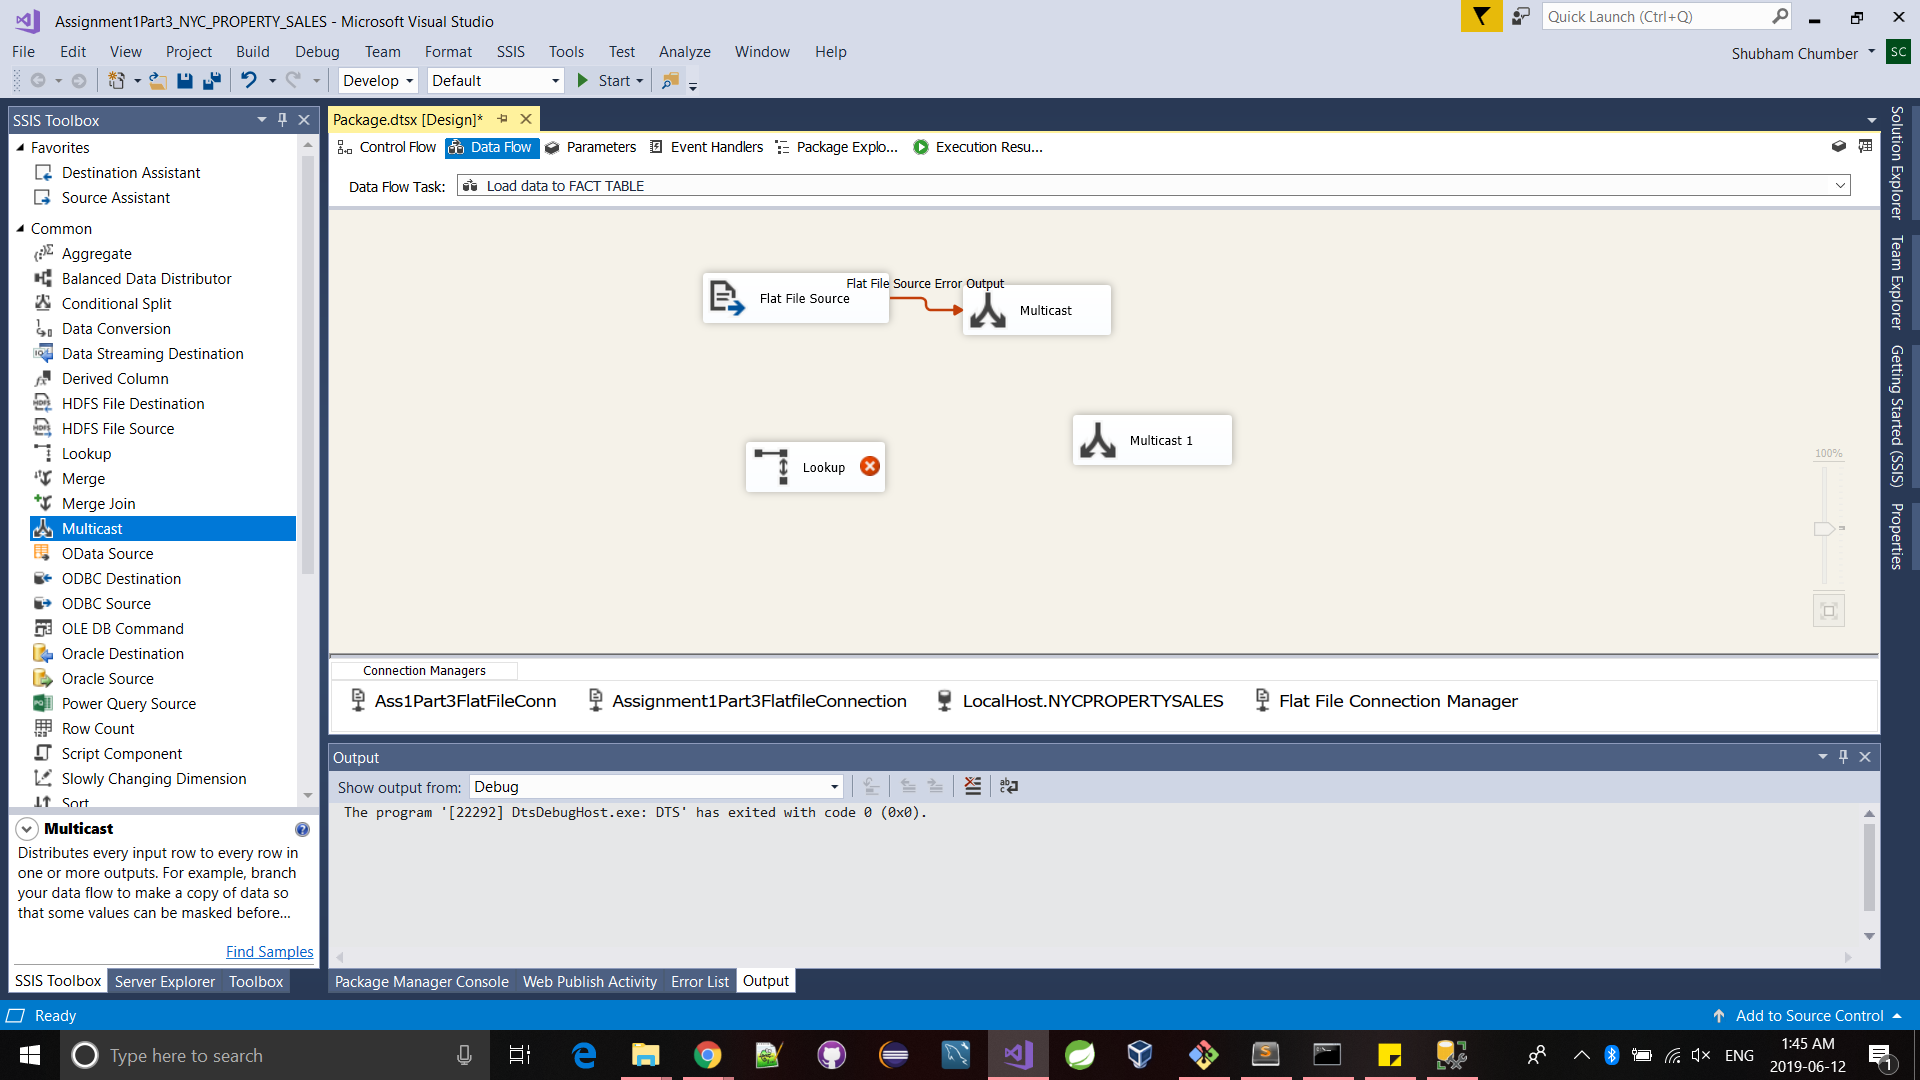 Assignment1Part3_NYC_PROPERTY_SALES - Microsoft Visual Studio
Quick Launch (Ctrl+Q)
File Edit View Project Build Debug Team Format SSIS Tools Test Analyze Window Help
Shubham Chumber SC
Develop Default Start
SSIS Toolbox
Favorites
Destination Assistant
Source Assistant
Common
Aggregate
Balanced Data Distributor
Conditional Split
Data Conversion
Data Streaming Destination
Derived Column
HDFS File Destination
HDFS File Source
Lookup
Merge
Merge Join
Multicast
OData Source
ODBC Destination
ODBC Source
OLE DB Command
Oracle Destination
Oracle Source
Power Query Source
Row Count
Script Component
Slowly Changing Dimension
Sort
Multicast
Distributes every input row to every row in
one or more outputs. For example, branch
your data flow to make a copy of data so
that some values can be masked before...
Find Samples
SSIS Toolbox Server Explorer Toolbox
Package.dtsx [Design]*
Control Flow Data Flow Parameters Event Handlers Package Explo... Execution Resu...
Data Flow Task: Load data to FACT TABLE
Flat File Source Error Output
Flat File Source
Multicast
Multicast 1
Lookup
100%
Connection Managers
Ass1Part3FlatFileConn Assignment1Part3FlatfileConnection LocalHost.NYCPROPERTYSALES Flat File Connection Manager
Output
Show output from: Debug
The program '[22292] DtsDebugHost.exe: DTS' has exited with code 0 (0x0).
Package Manager Console Web Publish Activity Error List Output
Solution Explorer
Team Explorer
Getting Started (SSIS)
Properties
Ready
Add to Source Control
Type here to search
ENG
1:45 AM
2019-06-12
1